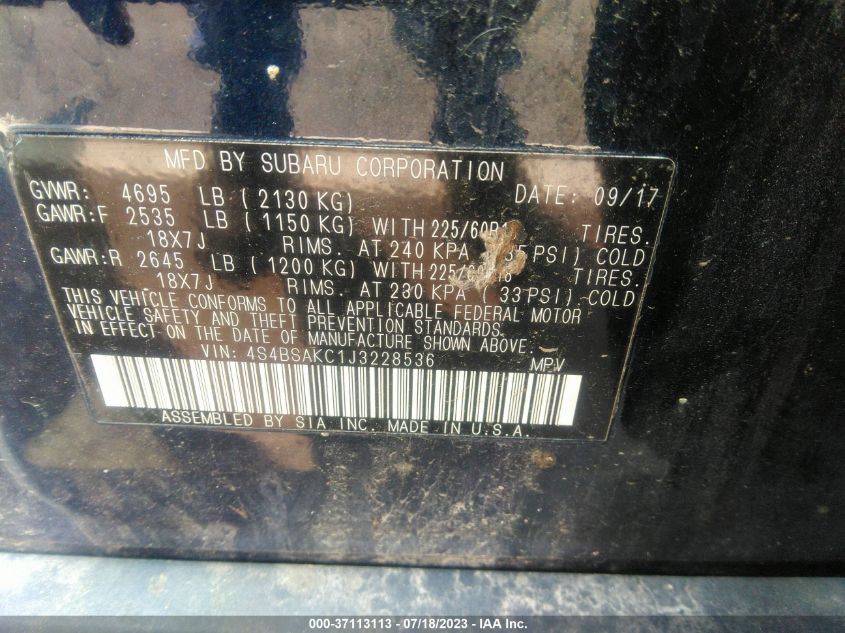 MFD BY SUBARU CORPORATION
GVWR: 4695 LB ( 2130 KG) DATE: 09/17
GAWR:F 2535 LB ( 1150 KG) WITH 225/60R1 TIRES.
18X7J RIMS. AT 240 KPA 5 PSI) COLD
GAWR:R 2645 LB ( 1200 KG) WITH 225/60R18 TIRES.
18X7J RIMS. AT 230 KPA ( 33 PSI) COLD
THIS VEHICLE CONFORMS TO ALL APPLICABLE FEDERAL MOTOR
VEHICLE SAFETY AND THEFT PREVENTION STANDARDS.
IN EFFECT ON THE DATE OF MANUFACTURE SHOWN ABOVE.
VIN: 4S4BSAKC1J3228536 MPV
ASSEMBLED BY SIA INC. MADE IN U.S.A.
000-37113113 - 07/18/2023 - IAA Inc.